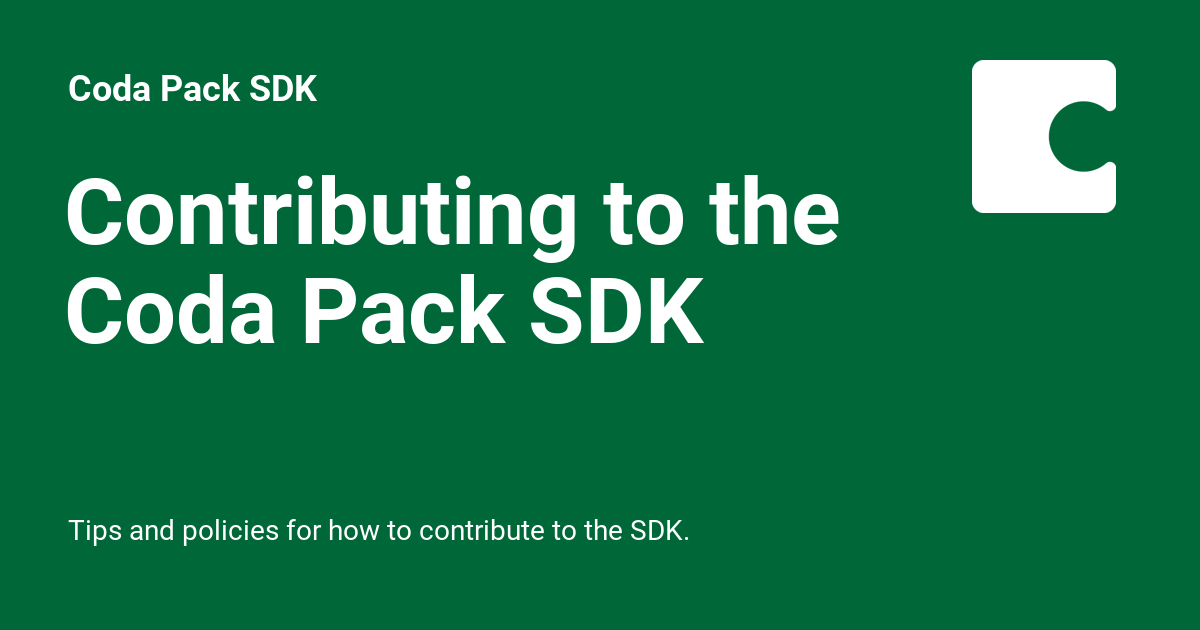 Coda Pack SDK
Contributing to the
Coda Pack SDK
Tips and policies for how to contribute to the SDK.